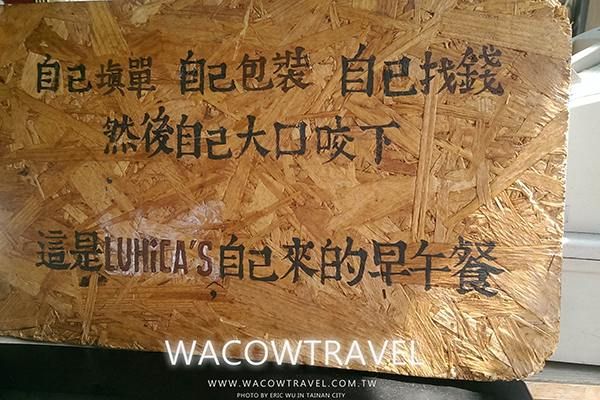 自己填單 自己包裝 自己找錢
然後自己大口咬下
這是LUHiCA'S自己來的早午餐
WACOWTRAVEL
WWW.WACOWTRAVEL.COM.TW
PHOTO BY ERIC WU IN TAINAN CITY